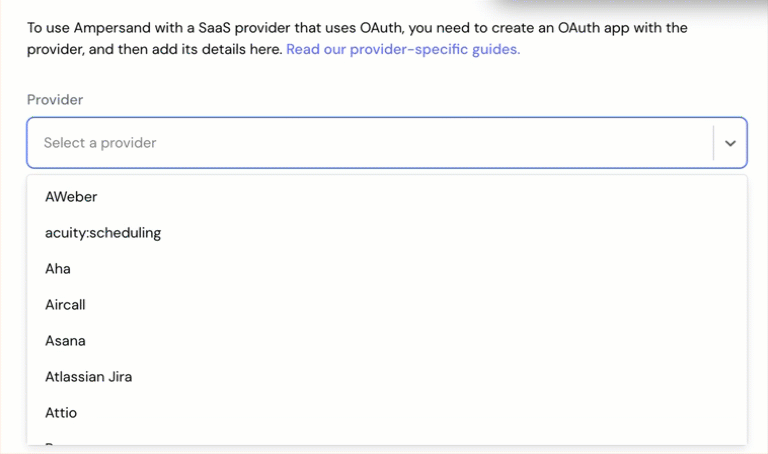 To use Ampersand with a SaaS provider that uses OAuth, you need to create an OAuth app with the
provider, and then add its details here. Read our provider-specific guides.
Provider
Select a provider
AWeber
acuity:scheduling
Aha
Aircall
Asana
Atlassian Jira
Attio